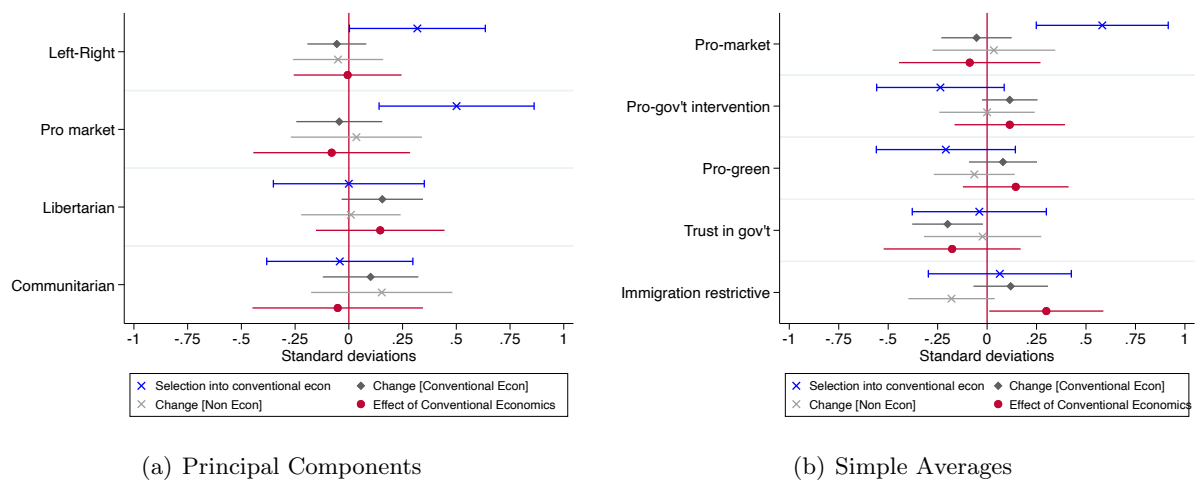 Left-Right
Pro market
Libertarian
Communitarian
-1 -.75 -.5 -.25 0 .25 .5 .75 1
Standard deviations
Selection into conventional econ
Change [Conventional Econ]
Change [Non Econ]
Effect of Conventional Economics
(a) Principal Components
Pro-market
Pro-gov't intervention
Pro-green
Trust in gov't
Immigration restrictive
-1 -.75 -.5 -.25 0 .25 .5 .75 1
Standard deviations
Selection into conventional econ
Change [Conventional Econ]
Change [Non Econ]
Effect of Conventional Economics
(b) Simple Averages